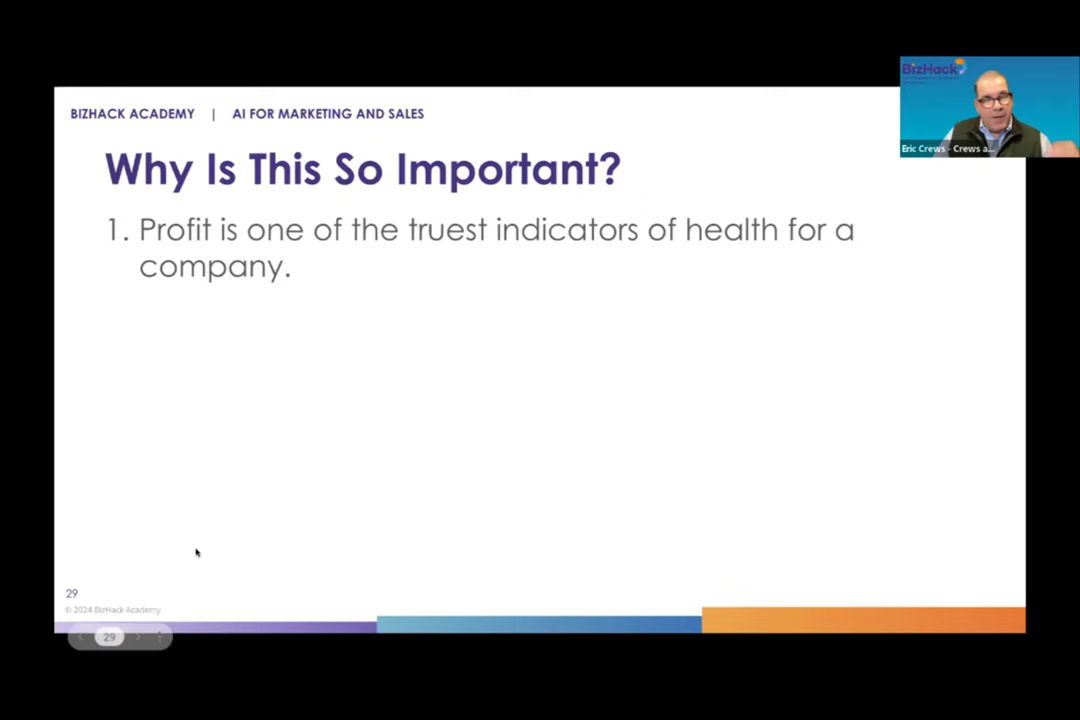 BIZHACK ACADEMY | AI FOR MARKETING AND SALES
BizHack
Eric Crews - Crews a...
Why Is This So Important?
1. Profit is one of the truest indicators of health for a
company.
29
© 2024 BizHack Academy
29